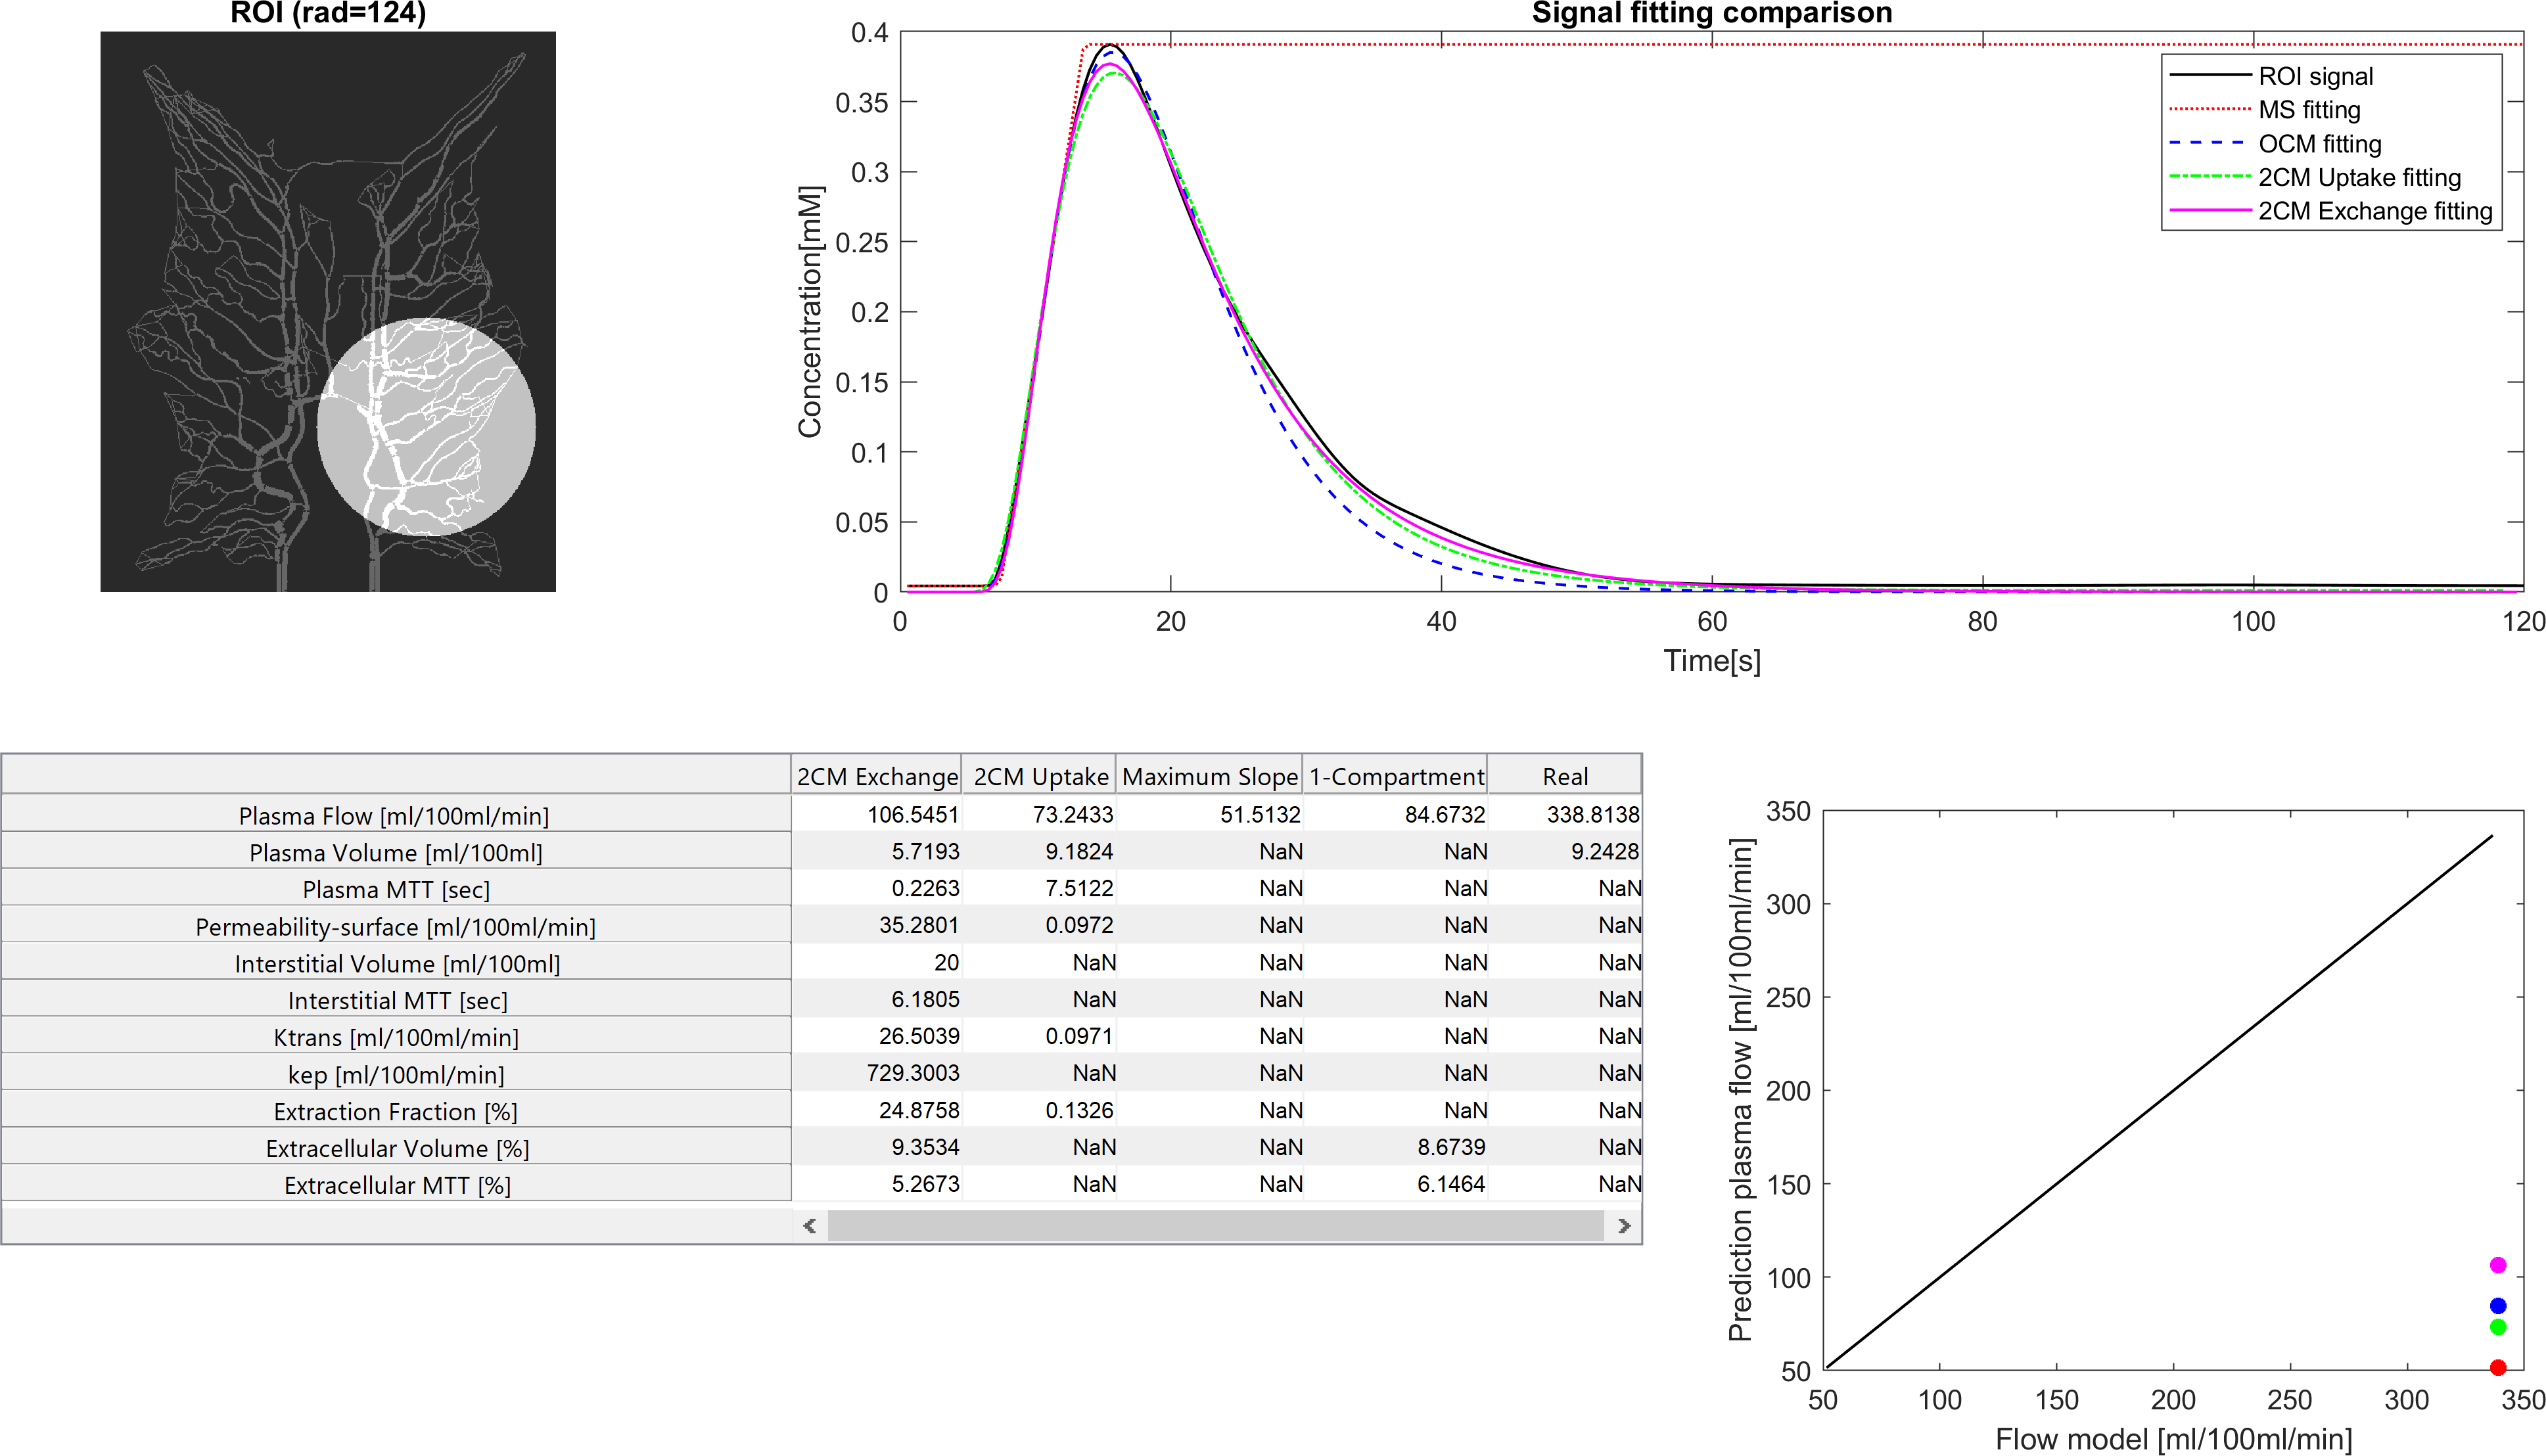 ROI (rad=124)
Signal fitting comparison
0.4
0.35
0.3
0.25
0.2
0.15
0.1
0.05
0
Concentration[mM]
0 20 40 60 80 100 120
Time[s]
ROI signal
MS fitting
OCM fitting
2CM Uptake fitting
2CM Exchange fitting
2CM Exchange 2CM Uptake Maximum Slope 1-Compartment Real
Plasma Flow [ml/100ml/min] 106.5451 73.2433 51.5132 84.6732 338.8138
Plasma Volume [ml/100ml] 5.7193 9.1824 NaN NaN 9.2428
Plasma MTT [sec] 0.2263 7.5122 NaN NaN NaN
Permeability-surface [ml/100ml/min] 35.2801 0.0972 NaN NaN NaN
Interstitial Volume [ml/100ml] 20 NaN NaN NaN NaN
Interstitial MTT [sec] 6.1805 NaN NaN NaN NaN
Ktrans [ml/100ml/min] 26.5039 0.0971 NaN NaN NaN
kep [ml/100ml/min] 729.3003 NaN NaN NaN NaN
Extraction Fraction [%] 24.8758 0.1326 NaN NaN NaN
Extracellular Volume [%] 9.3534 NaN NaN 8.6739 NaN
Extracellular MTT [%] 5.2673 NaN NaN 6.1464 NaN
350
300
250
200
150
100
50
Prediction plasma flow [ml/100ml/min]
50 100 150 200 250 300 350
Flow model [ml/100ml/min]